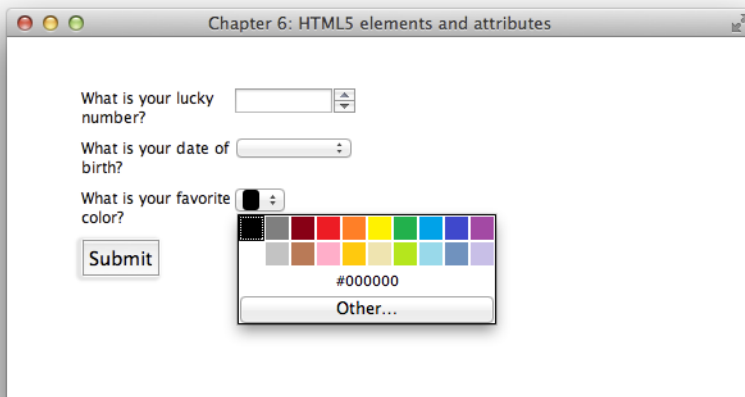 Chapter 6: HTML5 elements and attributes
What is your lucky
number?
What is your date of
birth?
What is your favorite
color?
Submit
#000000
Other...